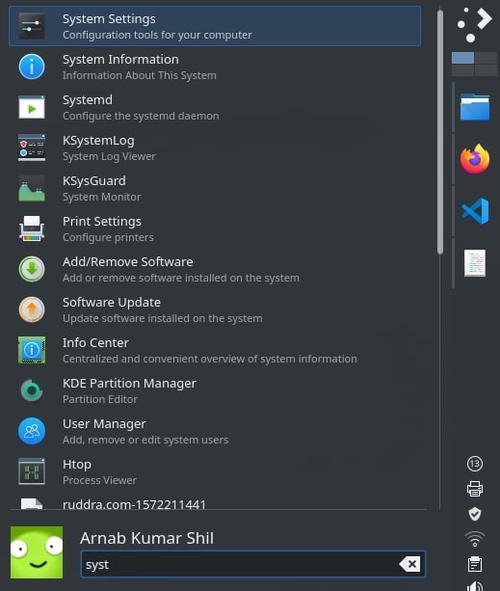 System Settings
Configuration tools for your computer
System Information
Information About This System
Systemd
Configure the systemd daemon
KSystemLog
System Log Viewer
KSysGuard
System Monitor
Print Settings
Configure printers
Add/Remove Software
Add or remove software installed on the system
Software Update
Update software installed on the system
Info Center
Centralized and convenient overview of system information
KDE Partition Manager
Partition Editor
User Manager
Add, remove or edit system users
Htop
Process Viewer
ruddra.com-1572211441
13
Arnab Kumar Shil
syst